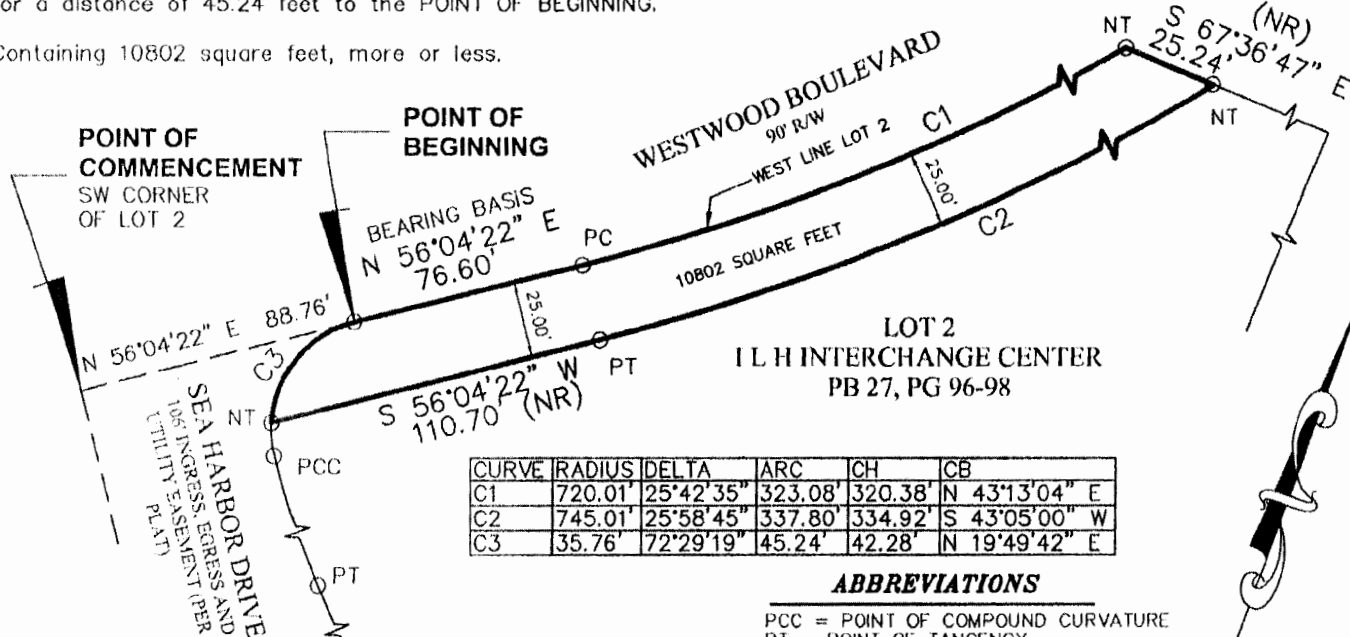 or a distance of 45.24 feet to the POINT OF BEGINNING.
Containing 10802 square feet, more or less.
POINT OF
COMMENCEMENT
SW CORNER
OF LOT 2
POINT OF
BEGINNING
BEARING BASIS
N 56°04'22" E
76.60'
PC
WESTWOOD BOULEVARD
90' R/W
WEST LINE LOT 2
C1
NT
S 67°36'47" E
(NR)
25.24'
NT
25.00'
C2
10802 SQUARE FEET
N 56°04'22" E 88.76'
C3
25.00'
PT
S 56°04'22" W
110.70' (NR)
NT
PCC
PT
SEA HARBOR DRIVE
106' INGRESS, EGRESS AND
UTILITY EASEMENT (PER
PLAT)
LOT 2
I L H INTERCHANGE CENTER
PB 27, PG 96-98
CURVE RADIUS DELTA ARC CH CB
C1 720.01' 25°42'35" 323.08' 320.38' N 43°13'04" E
C2 745.01' 25°58'45" 337.80' 334.92' S 43°05'00" W
C3 35.76' 72°29'19" 45.24' 42.28' N 19°49'42" E
ABBREVIATIONS
PCC = POINT OF COMPOUND CURVATURE
PT = POINT OF TANGENCY